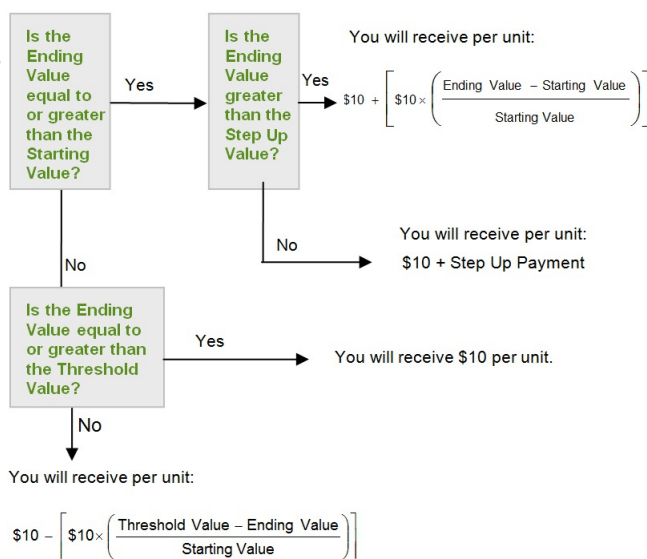 Is the
Ending
Value
equal to
or greater
than the
Starting
Value?
Yes
Is the
Ending
Value
greater
than the
Step Up
Value?
Yes
You will receive per unit:
$10 + [ $10 × ( Ending Value – Starting Value / Starting Value ) ]
No
You will receive per unit:
$10 + Step Up Payment
No
Is the Ending
Value equal to
or greater than
the Threshold
Value?
Yes
You will receive $10 per unit.
No
You will receive per unit:
$10 – [ $10× ( Threshold Value – Ending Value / Starting Value ) ]